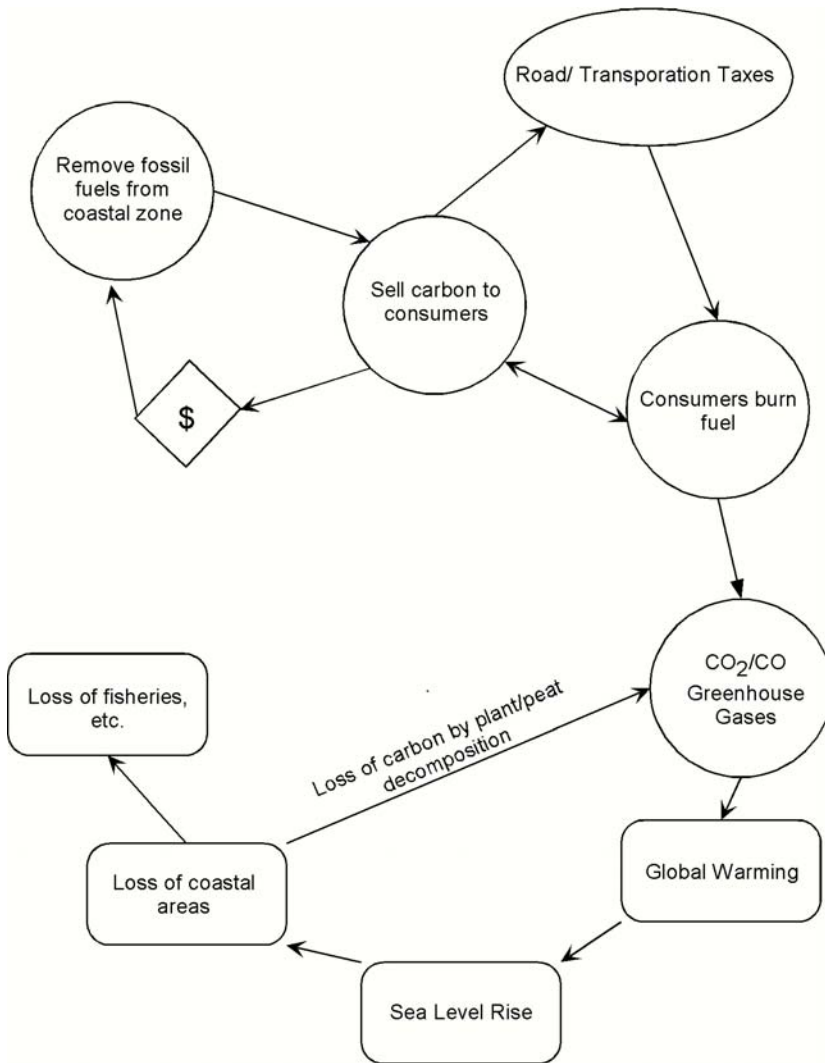 Road/ Transporation Taxes
Remove fossil
fuels from
coastal zone
Sell carbon to
consumers
$
Consumers burn
fuel
CO₂/CO
Greenhouse
Gases
Loss of fisheries,
etc.
Loss of carbon by plant/peat
decomposition
Loss of coastal
areas
Global Warming
Sea Level Rise